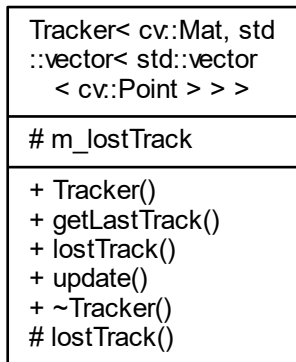 Tracker< cv::Mat, std
::vector< std::vector
< cv::Point > > >
# m_lostTrack
+ Tracker()
+ getLastTrack()
+ lostTrack()
+ update()
+ ~Tracker()
# lostTrack()